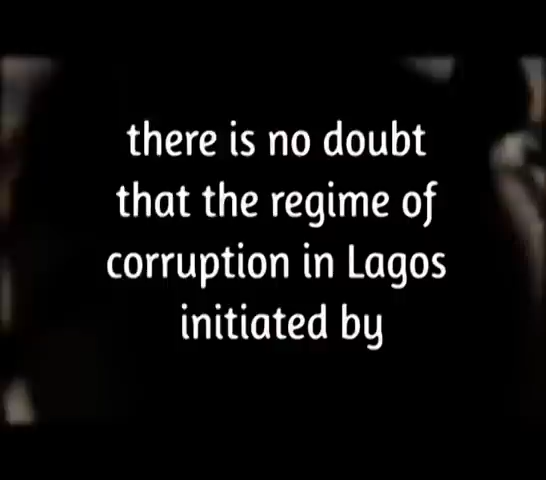 there is no doubt
that the regime of
corruption in Lagos
initiated by